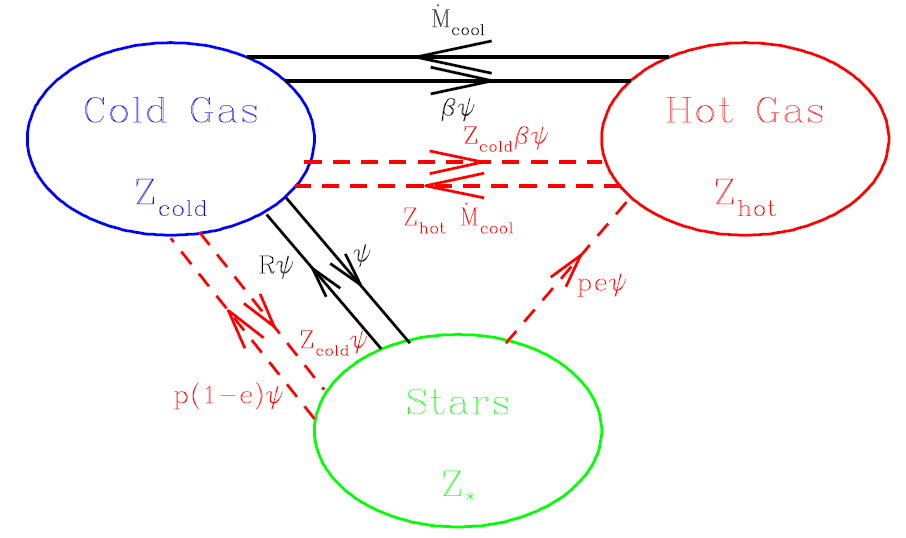 Ṁcool
βψ
Cold Gas
Hot Gas
Zcoldβψ
Zcold
Zhot
Zhot Ṁcool
Rψ
ψ
peψ
Zcoldψ
p(1−e)ψ
Stars
Z*